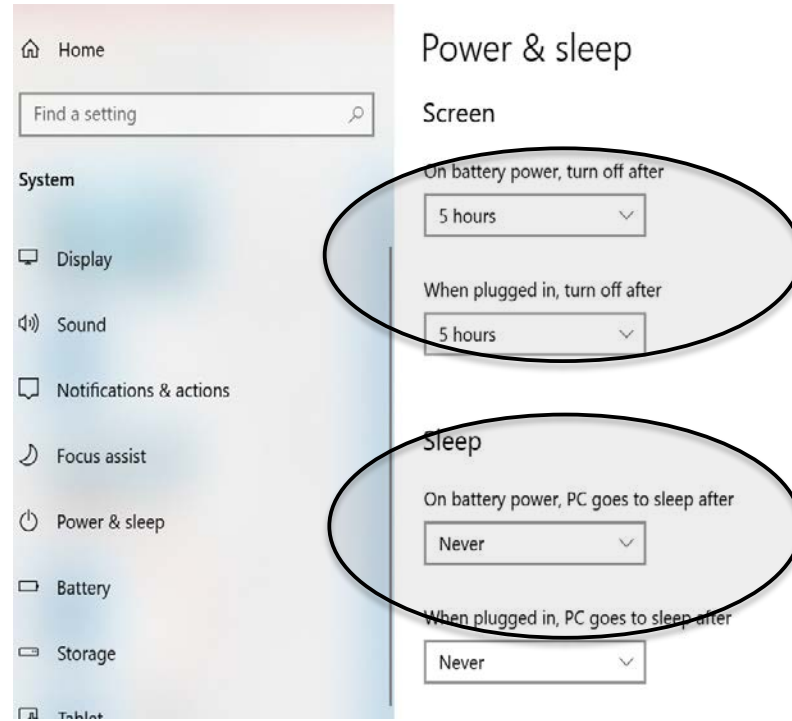 Home
Find a setting
System
Display
Sound
Notifications & actions
Focus assist
Power & sleep
Battery
Storage
Tablet
Power & sleep
Screen
On battery power, turn off after
5 hours
When plugged in, turn off after
5 hours
Sleep
On battery power, PC goes to sleep after
Never
When plugged in, PC goes to sleep after
Never